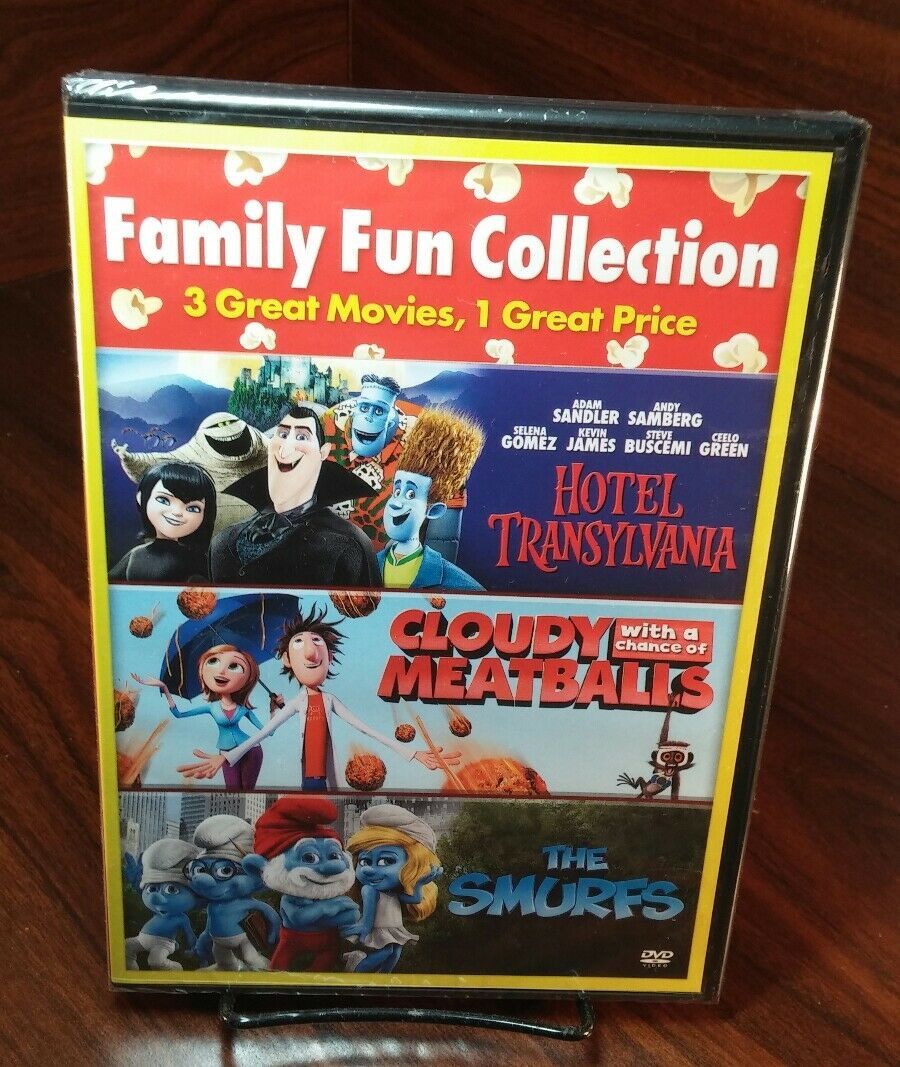 Family Fun Collection
3 Great Movies, 1 Great Price
ADAM SANDLER ANDY SAMBERG
SELENA GOMEZ KEVIN JAMES STEVE BUSCEMI CEELO GREEN
HOTEL
TRANSYLVANIA
CLOUDY with a chance of
MEATBALLS
THE
SMURFS
DVD
VIDEO